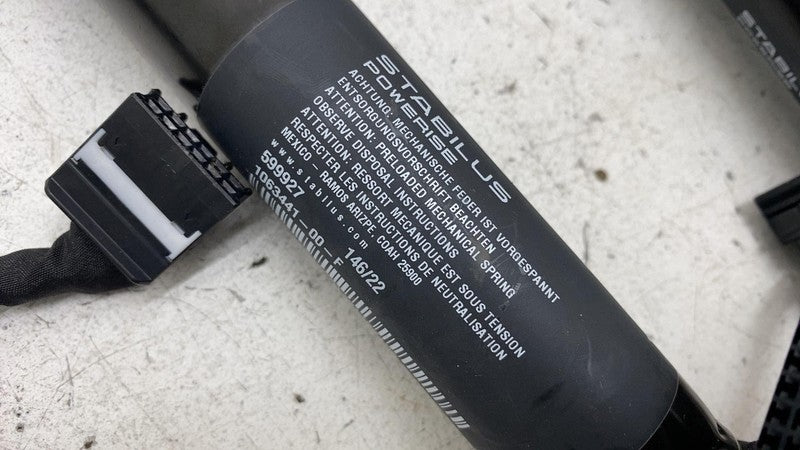 STABILUS
POWERISE
ACHTUNG: MECHANISCHE FEDER IST VORGESPANNT
ENTSORGUNGSVORSCHRIFT BEACHTEN
ATTENTION: PRELOADED MECHANICAL SPRING
OBSERVE DISPOSAL INSTRUCTIONS
ATTENTION: RESSORT MECANIQUE EST SOUS TENSION
RESPECTER LES INSTRUCTIONS DE NEUTRALISATION
MEXICO - RAMOS ARIZPE, COAH 25900
www.stabilus.com
599927 146/22
1063441_00_F
STABILUS